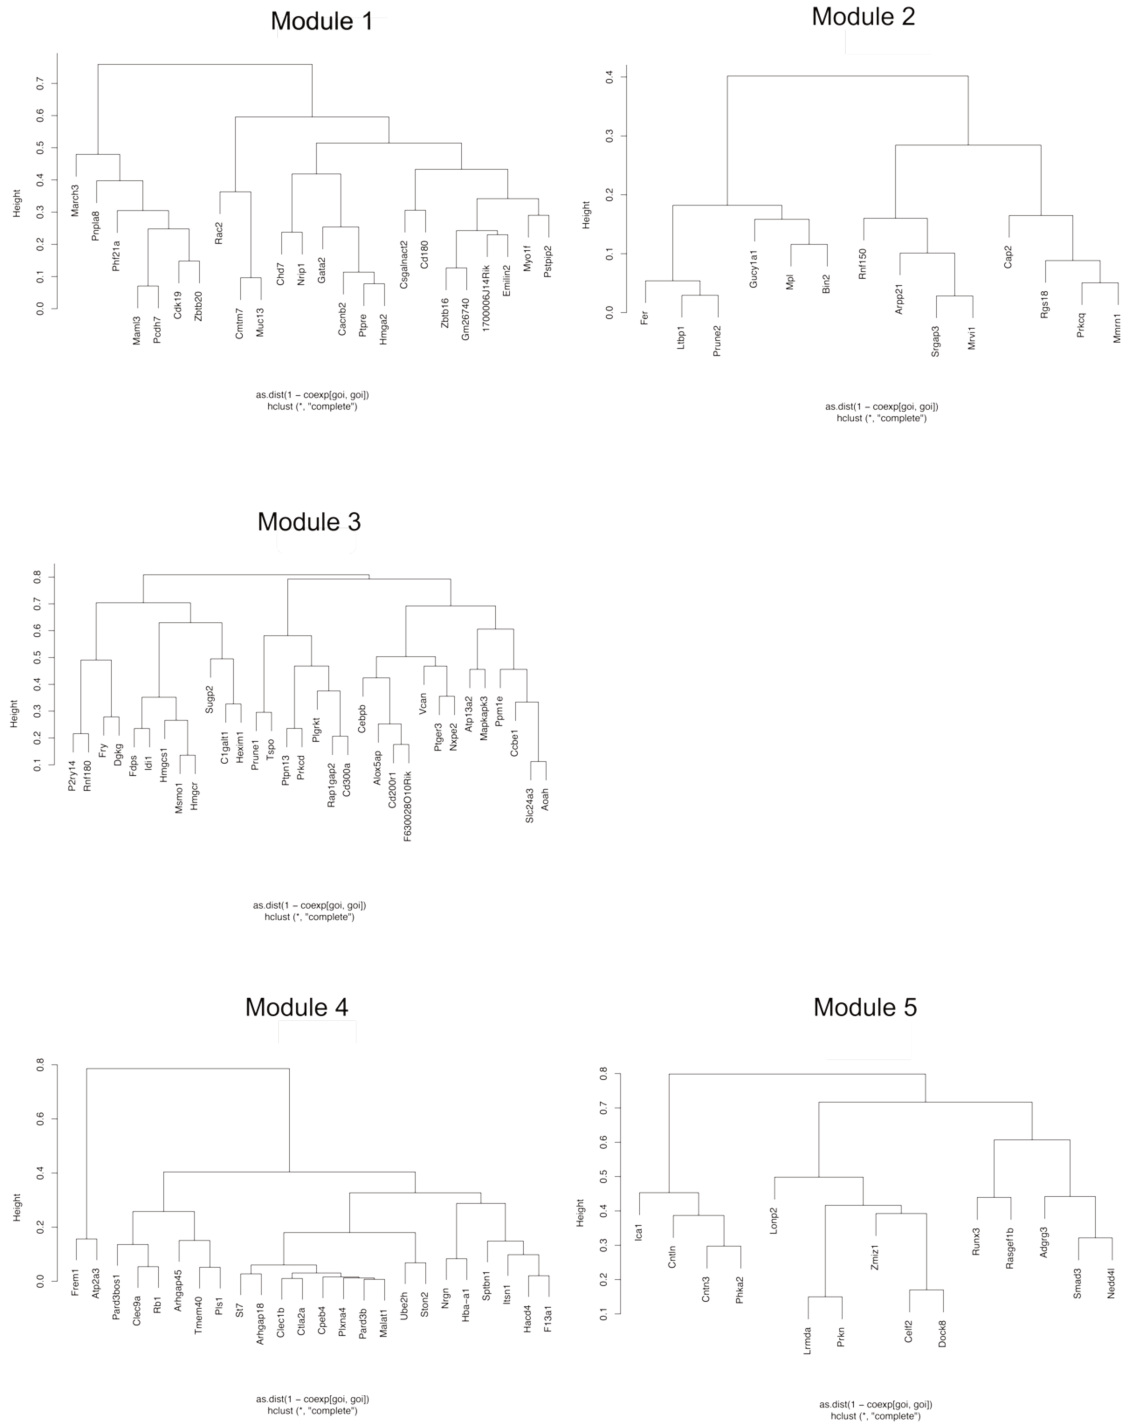 Module 1
Height
0.0 0.1 0.2 0.3 0.4 0.5 0.6 0.7
March3
Pnpla8
Phf21a
Maml3
Pcdh7
Cdk19
Zbtb20
Rac2
Cmtm7
Muc13
Chd7
Nrip1
Gata2
Cacnb2
Ptpre
Hmga2
Csgalnact2
Cd180
Zbtb16
Gm26740
1700006J14Rik
Emilin2
Myo1f
Pstpip2
as.dist(1 − coexp[goi, goi])
hclust (*, "complete")
Module 2
Height
0.0 0.1 0.2 0.3 0.4
Fer
Ltbp1
Prune2
Gucy1a1
Mpl
Bin2
Rnf150
Arpp21
Srgap3
Mrvi1
Cap2
Rgs18
Prkcq
Mmrn1
as.dist(1 − coexp[goi, goi])
hclust (*, "complete")
Module 3
Height
0.1 0.2 0.3 0.4 0.5 0.6 0.7 0.8
P2ry14
Rnf180
Fry
Dgkg
Fdps
Idi1
Hmgcs1
Msmo1
Hmgcr
Sugp2
C1galt1
Hexim1
Prune1
Tspo
Ptpn13
Prkcd
Plgrkt
Rap1gap2
Cd300a
Cebpb
Alox5ap
Cd200r1
F630028O10Rik
Vcan
Ptger3
Nxpe2
Atp13a2
Mapkapk3
Ppm1e
Ccbe1
Slc24a3
Aoah
as.dist(1 − coexp[goi, goi])
hclust (*, "complete")
Module 4
Height
0.0 0.2 0.4 0.6 0.8
Frem1
Atp2a3
Pard3bos1
Clec9a
Rb1
Arhgap45
Tmem40
Pls1
St7
Arhgap18
Clec1b
Ctla2a
Cpeb4
Plxna4
Pard3b
Malat1
Ube2h
Ston2
Nrgn
Hba−a1
Sptbn1
Itsn1
Hacd4
F13a1
as.dist(1 − coexp[goi, goi])
hclust (*, "complete")
Module 5
Height
0.1 0.2 0.3 0.4 0.5 0.6 0.7 0.8
Ica1
Cntln
Cntn3
Phka2
Lonp2
Lrmda
Prkn
Zmiz1
Celf2
Dock8
Runx3
Rasgef1b
Adgrg3
Smad3
Nedd4l
as.dist(1 − coexp[goi, goi])
hclust (*, "complete")